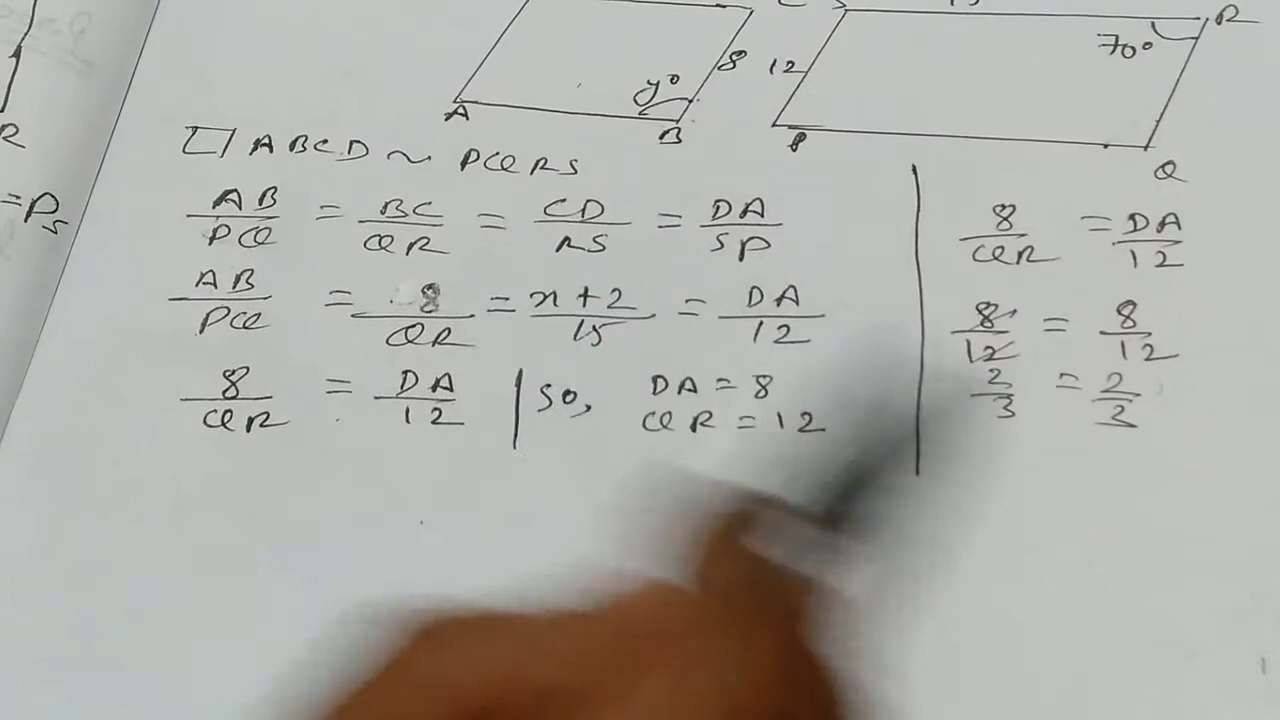 R
70°
8
12
y°
A
B
P
Q
R
= PS
▱ ABCD ~ PQRS
AB/PQ = BC/QR = CD/RS = DA/SP
AB/PQ = 8/QR = x+2/15 = DA/12
8/QR = DA/12 | so, DA = 8
QR = 12
8/QR = DA/12
8/12 = 8/12
2/3 = 2/3